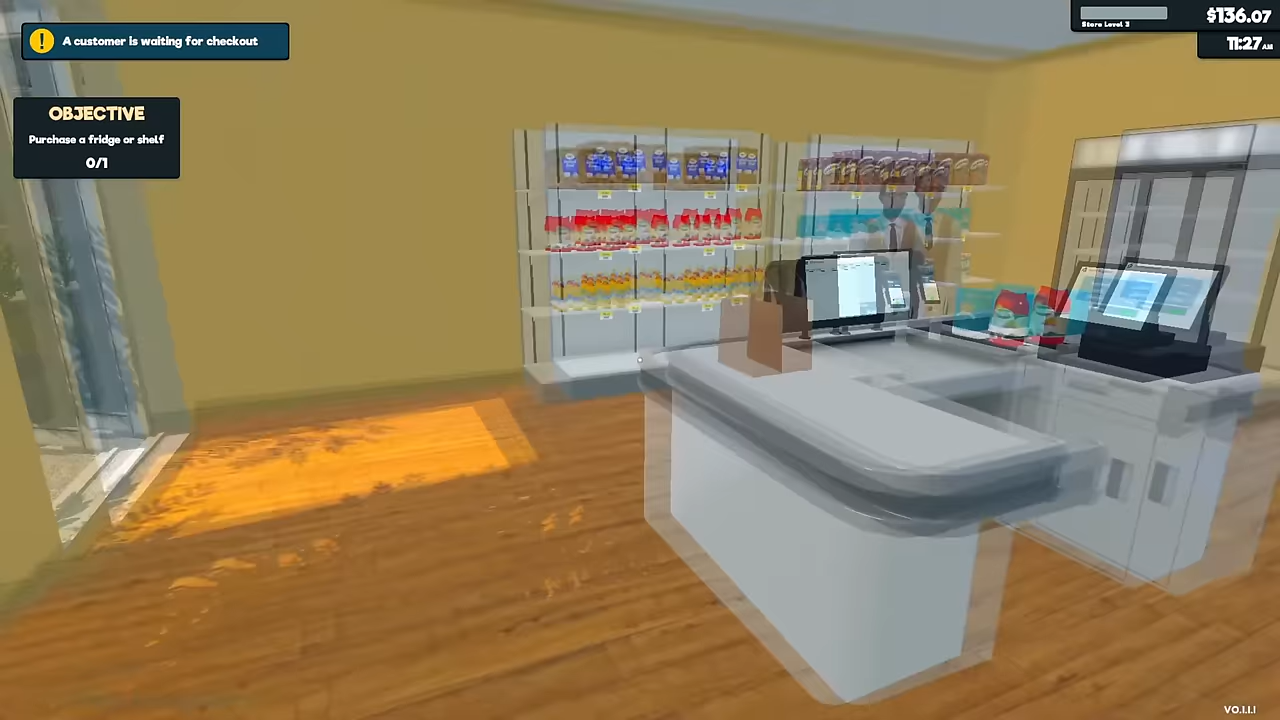 A customer is waiting for checkout
OBJECTIVE
Purchase a fridge or shelf
0/1
$136.07
Store Level 3
11:27 AM
V0.1.1.1